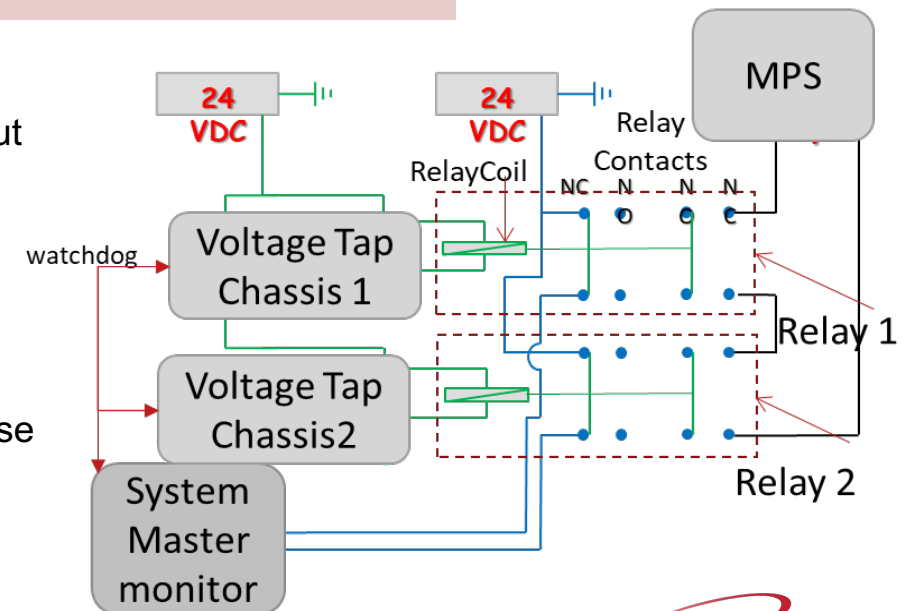 ut
24
VDC
24
VDC
MPS
Relay
Contacts
RelayCoil
NC
N
O
N
O
N
C
watchdog
Voltage Tap
Chassis 1
Relay 1
Voltage Tap
Chassis2
se
Relay 2
System
Master
monitor